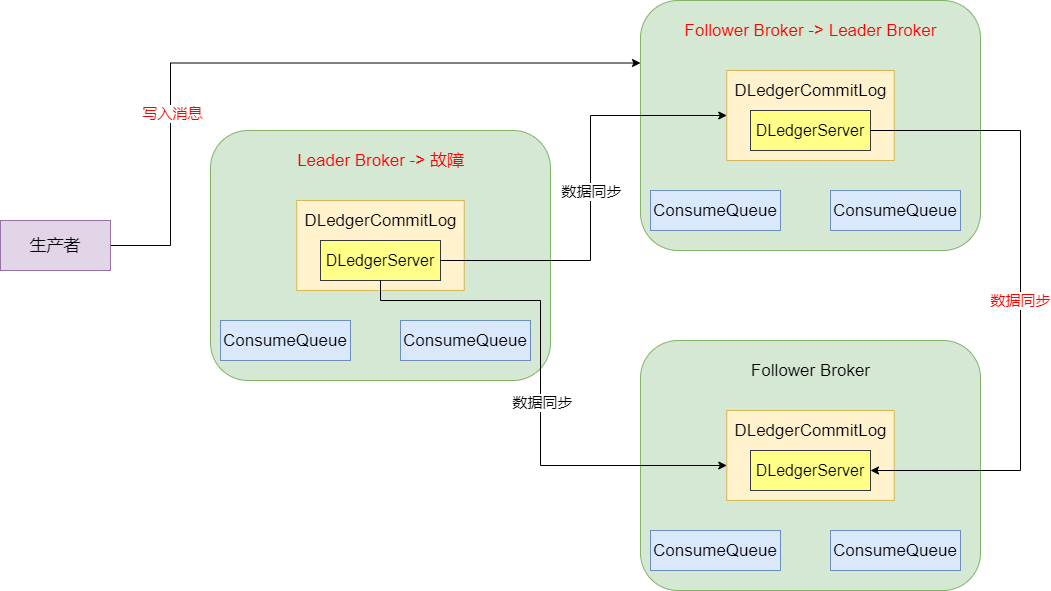 Follower Broker -> Leader Broker
DLedgerCommitLog
DLedgerServer
ConsumeQueue
ConsumeQueue
写入消息
Leader Broker -> 故障
DLedgerCommitLog
DLedgerServer
ConsumeQueue
ConsumeQueue
生产者
数据同步
数据同步
数据同步
Follower Broker
DLedgerCommitLog
DLedgerServer
ConsumeQueue
ConsumeQueue